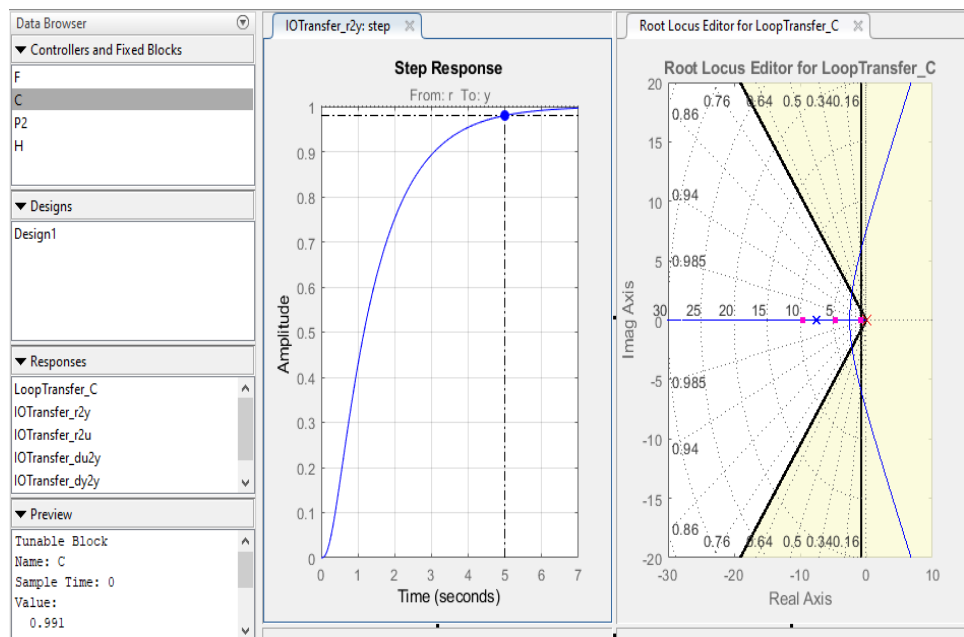 Data Browser
Controllers and Fixed Blocks
F
C
P2
H
Designs
Design1
Responses
LoopTransfer_C
IOTransfer_r2y
IOTransfer_r2u
IOTransfer_du2y
IOTransfer_dy2y
Preview
Tunable Block
Name: C
Sample Time: 0
Value:
0.991
IOTransfer_r2y: step
Step Response
From: r To: y
Amplitude
1
0.9
0.8
0.7
0.6
0.5
0.4
0.3
0.2
0.1
0
0 1 2 3 4 5 6 7
Time (seconds)
Root Locus Editor for LoopTransfer_C
Root Locus Editor for LoopTransfer_C
Imag Axis
20
15
10
5
0
-5
-10
-15
-20
0.86 0.76 0.64 0.5 0.34 0.16
0.94
0.985
30 25 20 15 10 5
0.985
0.94
0.86 0.76 0.64 0.5 0.34 0.16
-30 -20 -10 0 10
Real Axis